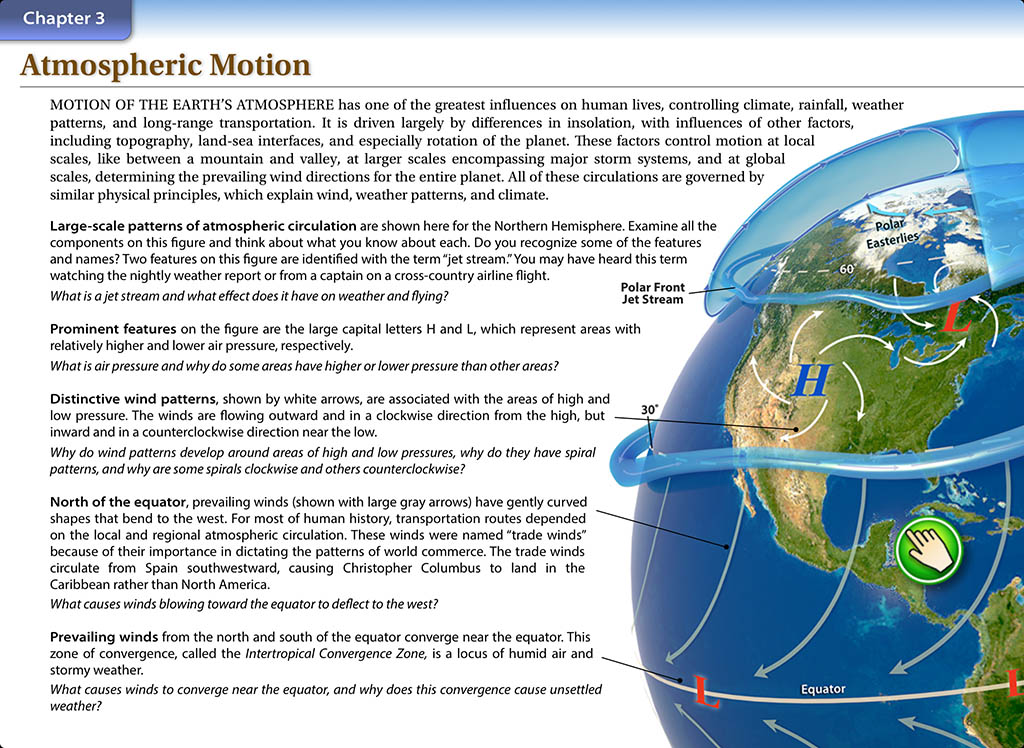 Chapter 3
Atmospheric Motion
MOTION OF THE EARTH'S ATMOSPHERE has one of the greatest influences on human lives, controlling climate, rainfall, weather
patterns, and long-range transportation. It is driven largely by differences in insolation, with influences of other factors,
including topography, land-sea interfaces, and especially rotation of the planet. These factors control motion at local
scales, like between a mountain and valley, at larger scales encompassing major storm systems, and at global
scales, determining the prevailing wind directions for the entire planet. All of these circulations are governed by
similar physical principles, which explain wind, weather patterns, and climate.
Large-scale patterns of atmospheric circulation are shown here for the Northern Hemisphere. Examine all the
components on this figure and think about what you know about each. Do you recognize some of the features
and names? Two features on this figure are identified with the term “jet stream.” You may have heard this term
watching the nightly weather report or from a captain on a cross-country airline flight.
What is a jet stream and what effect does it have on weather and flying?
Prominent features on the figure are the large capital letters H and L, which represent areas with
relatively higher and lower air pressure, respectively.
What is air pressure and why do some areas have higher or lower pressure than other areas?
Distinctive wind patterns, shown by white arrows, are associated with the areas of high and
low pressure. The winds are flowing outward and in a clockwise direction from the high, but
inward and in a counterclockwise direction near the low.
Why do wind patterns develop around areas of high and low pressures, why do they have spiral
patterns, and why are some spirals clockwise and others counterclockwise?
North of the equator, prevailing winds (shown with large gray arrows) have gently curved
shapes that bend to the west. For most of human history, transportation routes depended
on the local and regional atmospheric circulation. These winds were named “trade winds”
because of their importance in dictating the patterns of world commerce. The trade winds
circulate from Spain southwestward, causing Christopher Columbus to land in the
Caribbean rather than North America.
What causes winds blowing toward the equator to deflect to the west?
Prevailing winds from the north and south of the equator converge near the equator. This
zone of convergence, called the Intertropical Convergence Zone, is a locus of humid air and
stormy weather.
What causes winds to converge near the equator, and why does this convergence cause unsettled
weather?
Polar
Easterlies
60°
Polar Front
Jet Stream
L
H
30°
L
Equator
L